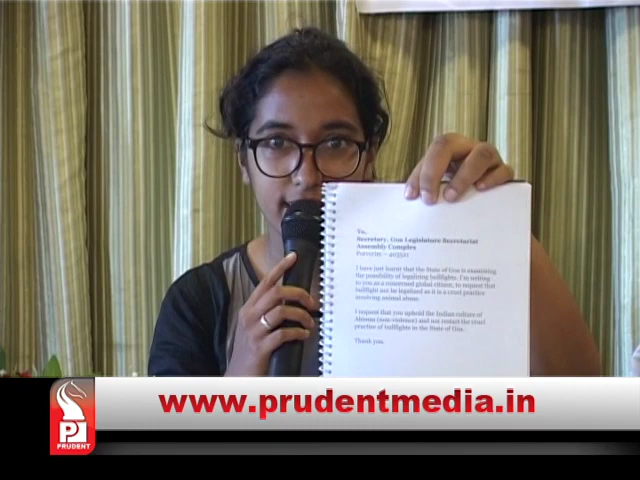 To,
Secretary, Goa Legislature Secretariat
Assembly Complex
Porvorim – 403521
I have just learnt that the State of Goa is examining
the possibility of legalizing bullfights. I'm writing
to you as a concerned global citizen, to request that
bullfight not be legalised as it is a cruel practice
involving animal abuse.
I request that you uphold the Indian culture of
Ahimsa (non-violence) and not restart the cruel
practice of bullfights in the State of Goa.
Thank you.
www.prudentmedia.in
P
PRUDENT